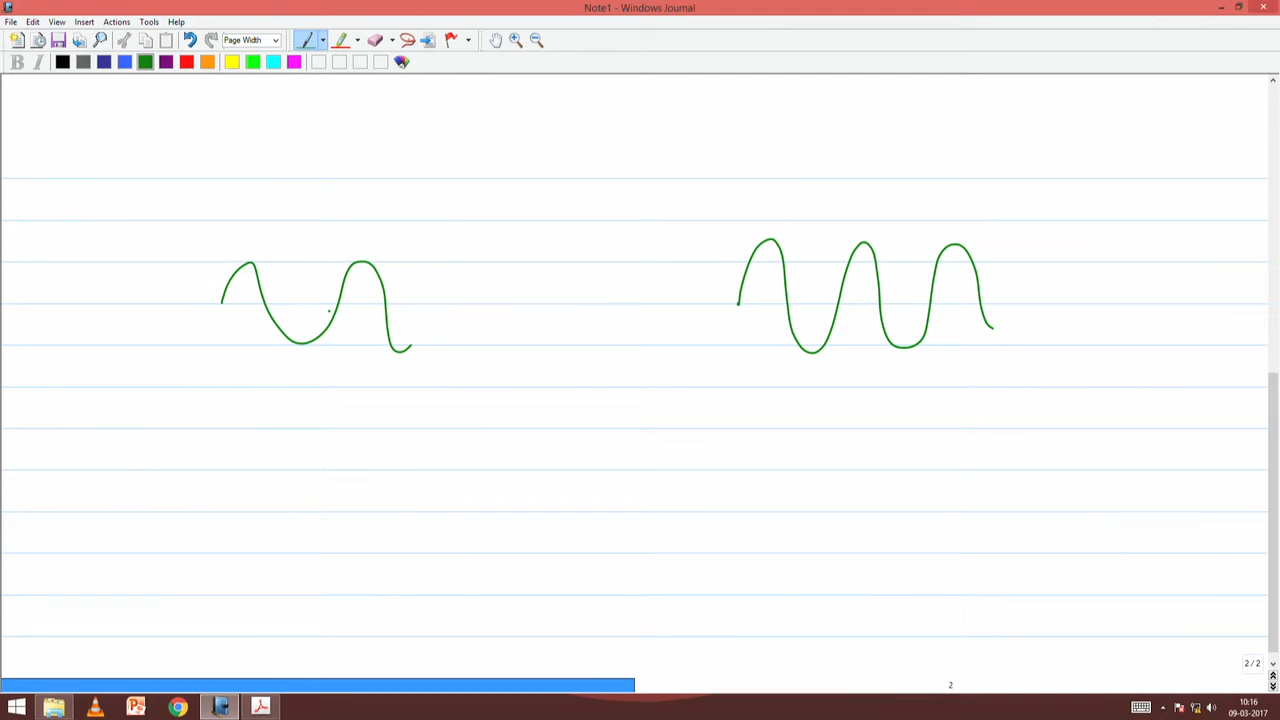 Note1 - Windows Journal
File Edit View Insert Actions Tools Help
Page Width
B I
2 / 2
2
10:16
09-03-2017